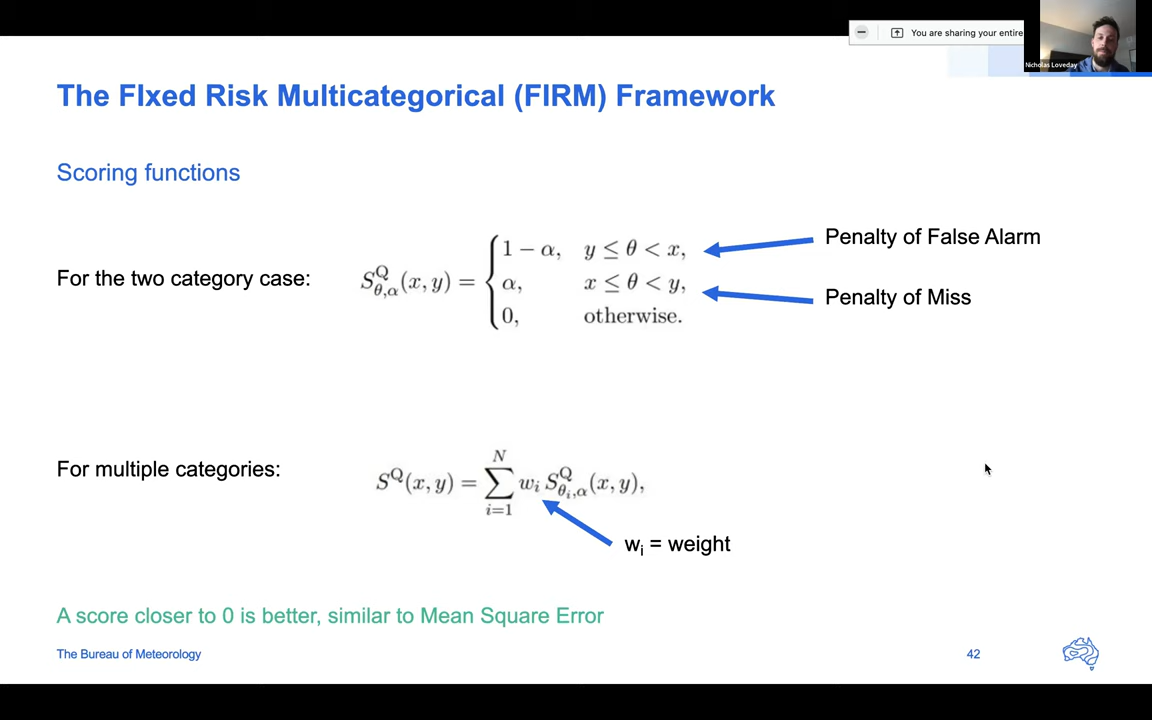 You are sharing your entire
Nicholas Loveday
The FIxed Risk Multicategorical (FIRM) Framework
Scoring functions
For the two category case:
S^Q_{θ,α}(x, y) = { 1 − α, y ≤ θ < x,
α, x ≤ θ < y,
0, otherwise.
Penalty of False Alarm
Penalty of Miss
For multiple categories:
S^Q(x, y) = ∑_{i=1}^{N} w_i S^Q_{θ_i,α}(x, y),
w_i = weight
A score closer to 0 is better, similar to Mean Square Error
The Bureau of Meteorology
42